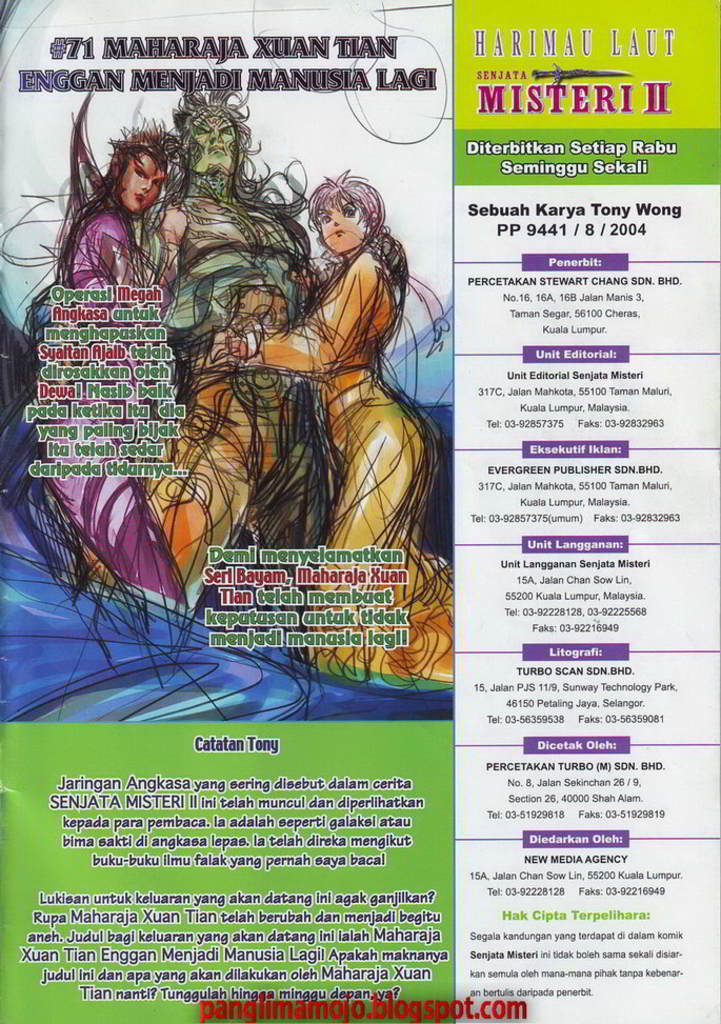 #71 MAHARAJA XUAN TIAN
ENGGAN MENJADI MANUSIA LAGI
Operasi Megah
Angkasa untuk
menghapuskan
Syaitan Ajaib telah
dirosakkan oleh
Dewa! Nasib baik
pada ketika itu, dia
yang paling bijak
itu telah sedar
daripada tidurnya...
Demi menyelamatkan
Seri Bayam, Maharaja Xuan
Tian telah membuat
keputusan untuk tidak
menjadi manusia lagi!
Catatan Tony
Jaringan Angkasa yang sering disebut dalam cerita
SENJATA MISTERI II ini telah muncul dan diperlihatkan
kepada para pembaca. Ia adalah seperti galaksi atau
bima sakti di angkasa lepas. Ia telah direka mengikut
buku-buku ilmu falak yang pernah saya baca!
Lukisan untuk keluaran yang akan datang ini agak ganjilkan?
Rupa Maharaja Xuan Tian telah berubah dan menjadi begitu
aneh. Judul bagi keluaran yang akan datang ini ialah Maharaja
Xuan Tian Enggan Menjadi Manusia Lagi! Apakah maknanya
judul ini dan apa yang akan dilakukan oleh Maharaja Xuan
Tian nanti? Tunggulah hingga minggu depan ya?
HARIMAU LAUT
SENJATA
MISTERI II
Diterbitkan Setiap Rabu
Seminggu Sekali
Sebuah Karya Tony Wong
PP 9441 / 8 / 2004
Penerbit:
PERCETAKAN STEWART CHANG SDN. BHD.
No.16, 16A, 16B Jalan Manis 3,
Taman Segar, 56100 Cheras,
Kuala Lumpur.
Unit Editorial:
Unit Editorial Senjata Misteri
317C, Jalan Mahkota, 55100 Taman Maluri,
Kuala Lumpur, Malaysia.
Tel: 03-92857375 Faks: 03-92832963
Eksekutif Iklan:
EVERGREEN PUBLISHER SDN.BHD.
317C, Jalan Mahkota, 55100 Taman Maluri,
Kuala Lumpur, Malaysia.
Tel: 03-92857375(umum) Faks: 03-92832963
Unit Langganan:
Unit Langganan Senjata Misteri
15A, Jalan Chan Sow Lin,
55200 Kuala Lumpur, Malaysia.
Tel: 03-92228128, 03-92225568
Faks: 03-92216949
Litografi:
TURBO SCAN SDN.BHD.
15, Jalan PJS 11/9, Sunway Technology Park,
46150 Petaling Jaya, Selangor.
Tel: 03-56359538 Faks: 03-56359081
Dicetak Oleh:
PERCETAKAN TURBO (M) SDN. BHD.
No. 8, Jalan Sekinchan 26 / 9,
Section 26, 40000 Shah Alam.
Tel: 03-51929818 Faks: 03-51929819
Diedarkan Oleh:
NEW MEDIA AGENCY
15A, Jalan Chan Sow Lin, 55200 Kuala Lumpur.
Tel: 03-92228128 Faks: 03-92216949
Hak Cipta Terpelihara:
Segala kandungan yang terdapat di dalam komik
Senjata Misteri ini tidak boleh sama sekali disiar-
kan semula oleh mana-mana pihak tanpa kebenar-
an bertulis daripada penerbit.
panglimamojo.blogspot.com